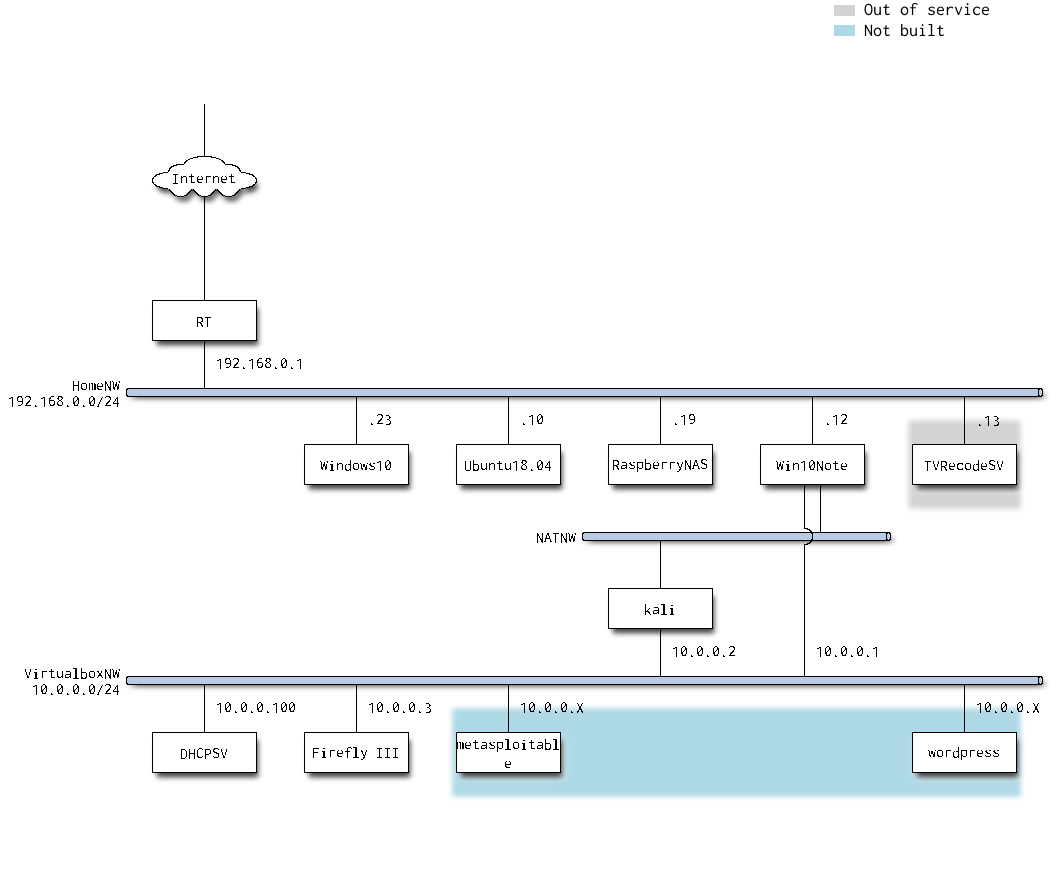 Out of service
Not built
Internet
RT
192.168.0.1
HomeNW
192.168.0.0/24
.23
.10
.19
.12
.13
Windows10
Ubuntu18.04
RaspberryNAS
Win10Note
TVRecodeSV
NATNW
kali
10.0.0.2
10.0.0.1
VirtualboxNW
10.0.0.0/24
10.0.0.100
10.0.0.3
10.0.0.X
10.0.0.X
DHCPSV
Firefly III
metasploitabl
e
wordpress